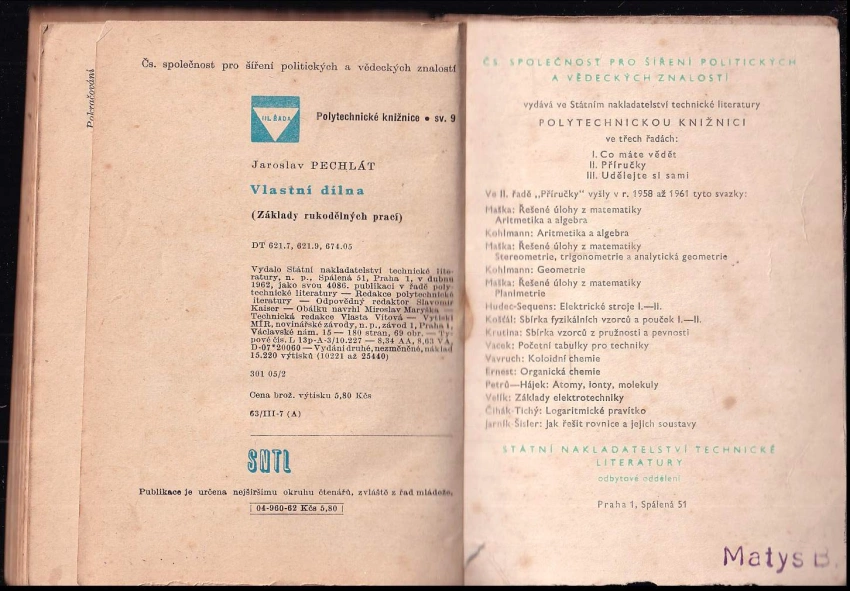 Pokračování
Čs. společnost pro šíření politických a vědeckých znalostí
III. ŘADA
Polytechnické knižnice • sv. 9
Jaroslav PECHLÁT
Vlastní dílna
(Základy rukodělných prací)
DT 621.7, 621.9, 674.05
Vydalo Státní nakladatelství technické lite-
ratury, n. p., Spálená 51, Praha 1, v dubnu
1962, jako svou 4086. publikaci v řadě poly-
technické literatury — Redakce polytechnické
literatury — Odpovědný redaktor Slavomír
Kaiser — Obálku navrhl Miroslav Maryška —
Technická redakce Vlasta Vítová — Vytiskl
MÍR, novinářské závody, n. p., závod 1, Praha 1,
Václavské nám. 15 — 180 stran, 69 obr. — Ty-
pové čís. L 13p-A-3/10.227 — 8,34 AA, 8,63 VA,
D-07*20060 — Vydání druhé, nezměněné, náklad
15.220 výtisků (10221 až 25440)
301 05/2
Cena brož. výtisku 5,80 Kčs
63/III-7 (A)
SNTL
Publikace je určena nejširšímu okruhu čtenářů, zvláště z řad mládeže,
04-960-62 Kčs 5,80
ČS. SPOLEČNOST PRO ŠÍŘENÍ POLITICKÝCH
A VĚDECKÝCH ZNALOSTÍ
vydává ve Státním nakladatelství technické literatury
POLYTECHNICKOU KNIŽNICI
ve třech řadách:
I. Co máte vědět
II. Příručky
III. Udělejte si sami
Ve II. řadě „Příručky" vyšly v r. 1958 až 1961 tyto svazky:
Maška: Řešené úlohy z matematiky
Aritmetika a algebra
Kohlmann: Aritmetika a algebra
Maška: Řešené úlohy z matematiky
Stereometrie, trigonometrie a analytická geometrie
Kohlmann: Geometrie
Maška: Řešené úlohy z matematiky
Planimetrie
Hudec-Sequens: Elektrické stroje I.—II.
Košťál: Sbírka fyzikálních vzorců a pouček I.—II.
Krutina: Sbírka vzorců z pružnosti a pevnosti
Vacek: Početní tabulky pro techniky
Vavruch: Koloidní chemie
Ernest: Organická chemie
Petrů—Hájek: Atomy, ionty, molekuly
Velík: Základy elektrotechniky
Čihák-Tichý: Logaritmické pravítko
Jarník-Šisler: Jak řešit rovnice a jejich soustavy
STÁTNÍ NAKLADATELSTVÍ TECHNICKÉ
LITERATURY
odbytové oddělení
Praha 1, Spálená 51
Matys B.